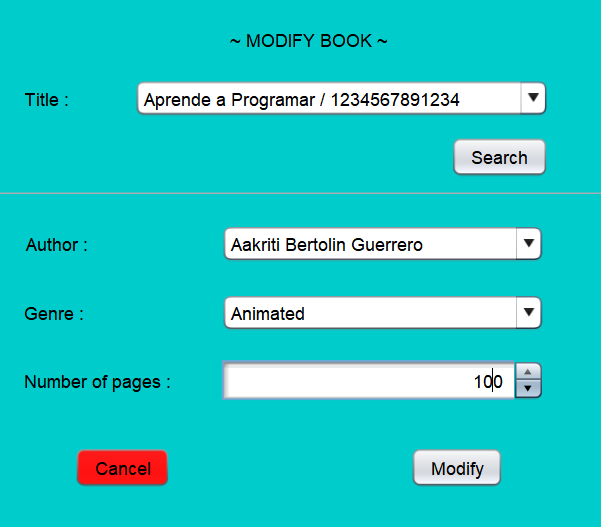 ~ MODIFY BOOK ~
Title :
Aprende a Programar / 1234567891234
Search
Author :
Aakriti Bertolin Guerrero
Genre :
Animated
Number of pages :
100
Cancel
Modify